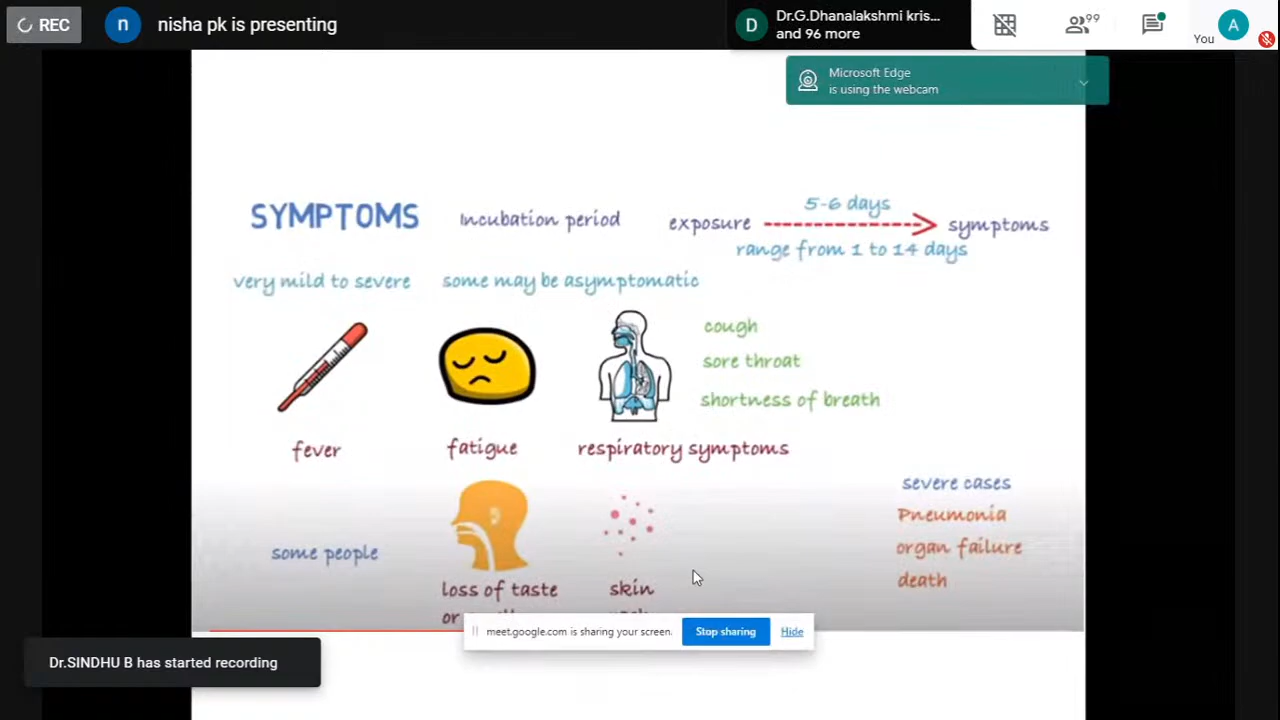 REC
n
nisha pk is presenting
D
Dr.G.Dhanalakshmi kris...
and 96 more
99
You
A
Microsoft Edge
is using the webcam
SYMPTOMS
Incubation period
exposure
5-6 days
symptoms
range from 1 to 14 days
very mild to severe
some may be asymptomatic
cough
sore throat
shortness of breath
fever
fatigue
respiratory symptoms
severe cases
Pneumonia
organ failure
death
some people
loss of taste
or
skin
meet.google.com is sharing your screen.
Stop sharing
Hide
Dr.SINDHU B has started recording